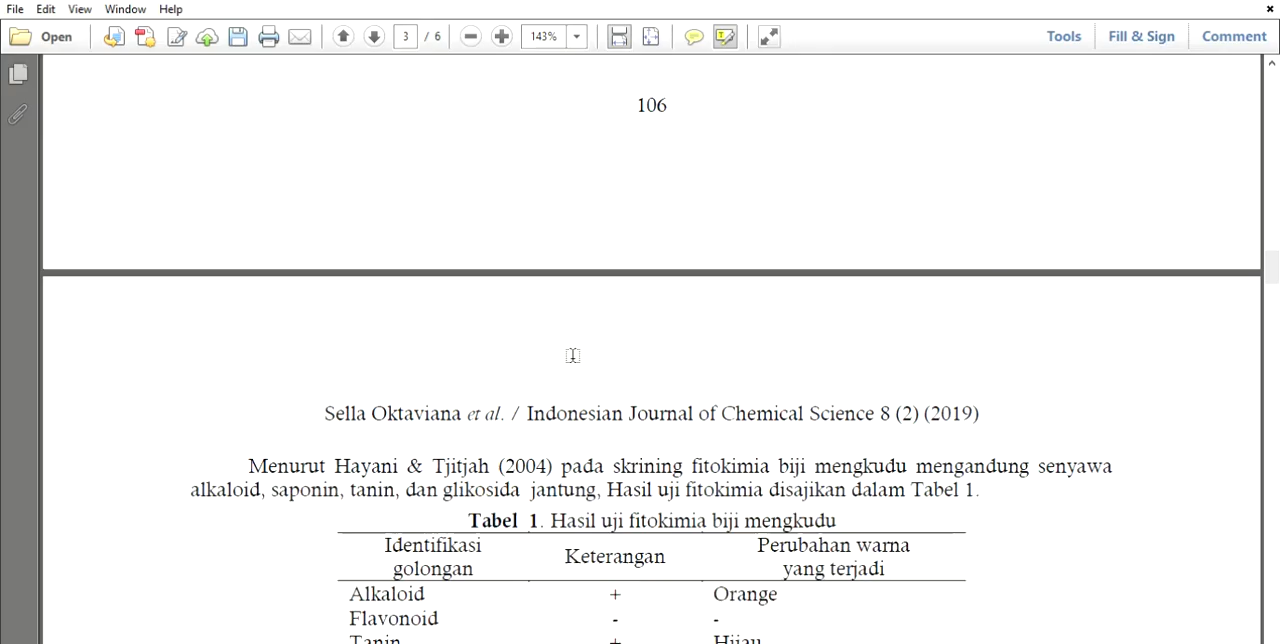 File Edit View Window Help
Open 3 / 6 143% Tools Fill & Sign Comment
106
Sella Oktaviana et al. / Indonesian Journal of Chemical Science 8 (2) (2019)
Menurut Hayani & Tjitjah (2004) pada skrining fitokimia biji mengkudu mengandung senyawa
alkaloid, saponin, tanin, dan glikosida jantung, Hasil uji fitokimia disajikan dalam Tabel 1.
Tabel 1. Hasil uji fitokimia biji mengkudu
Identifikasi golongan Keterangan Perubahan warna yang terjadi
Alkaloid + Orange
Flavonoid - -
Tanin + Hijau